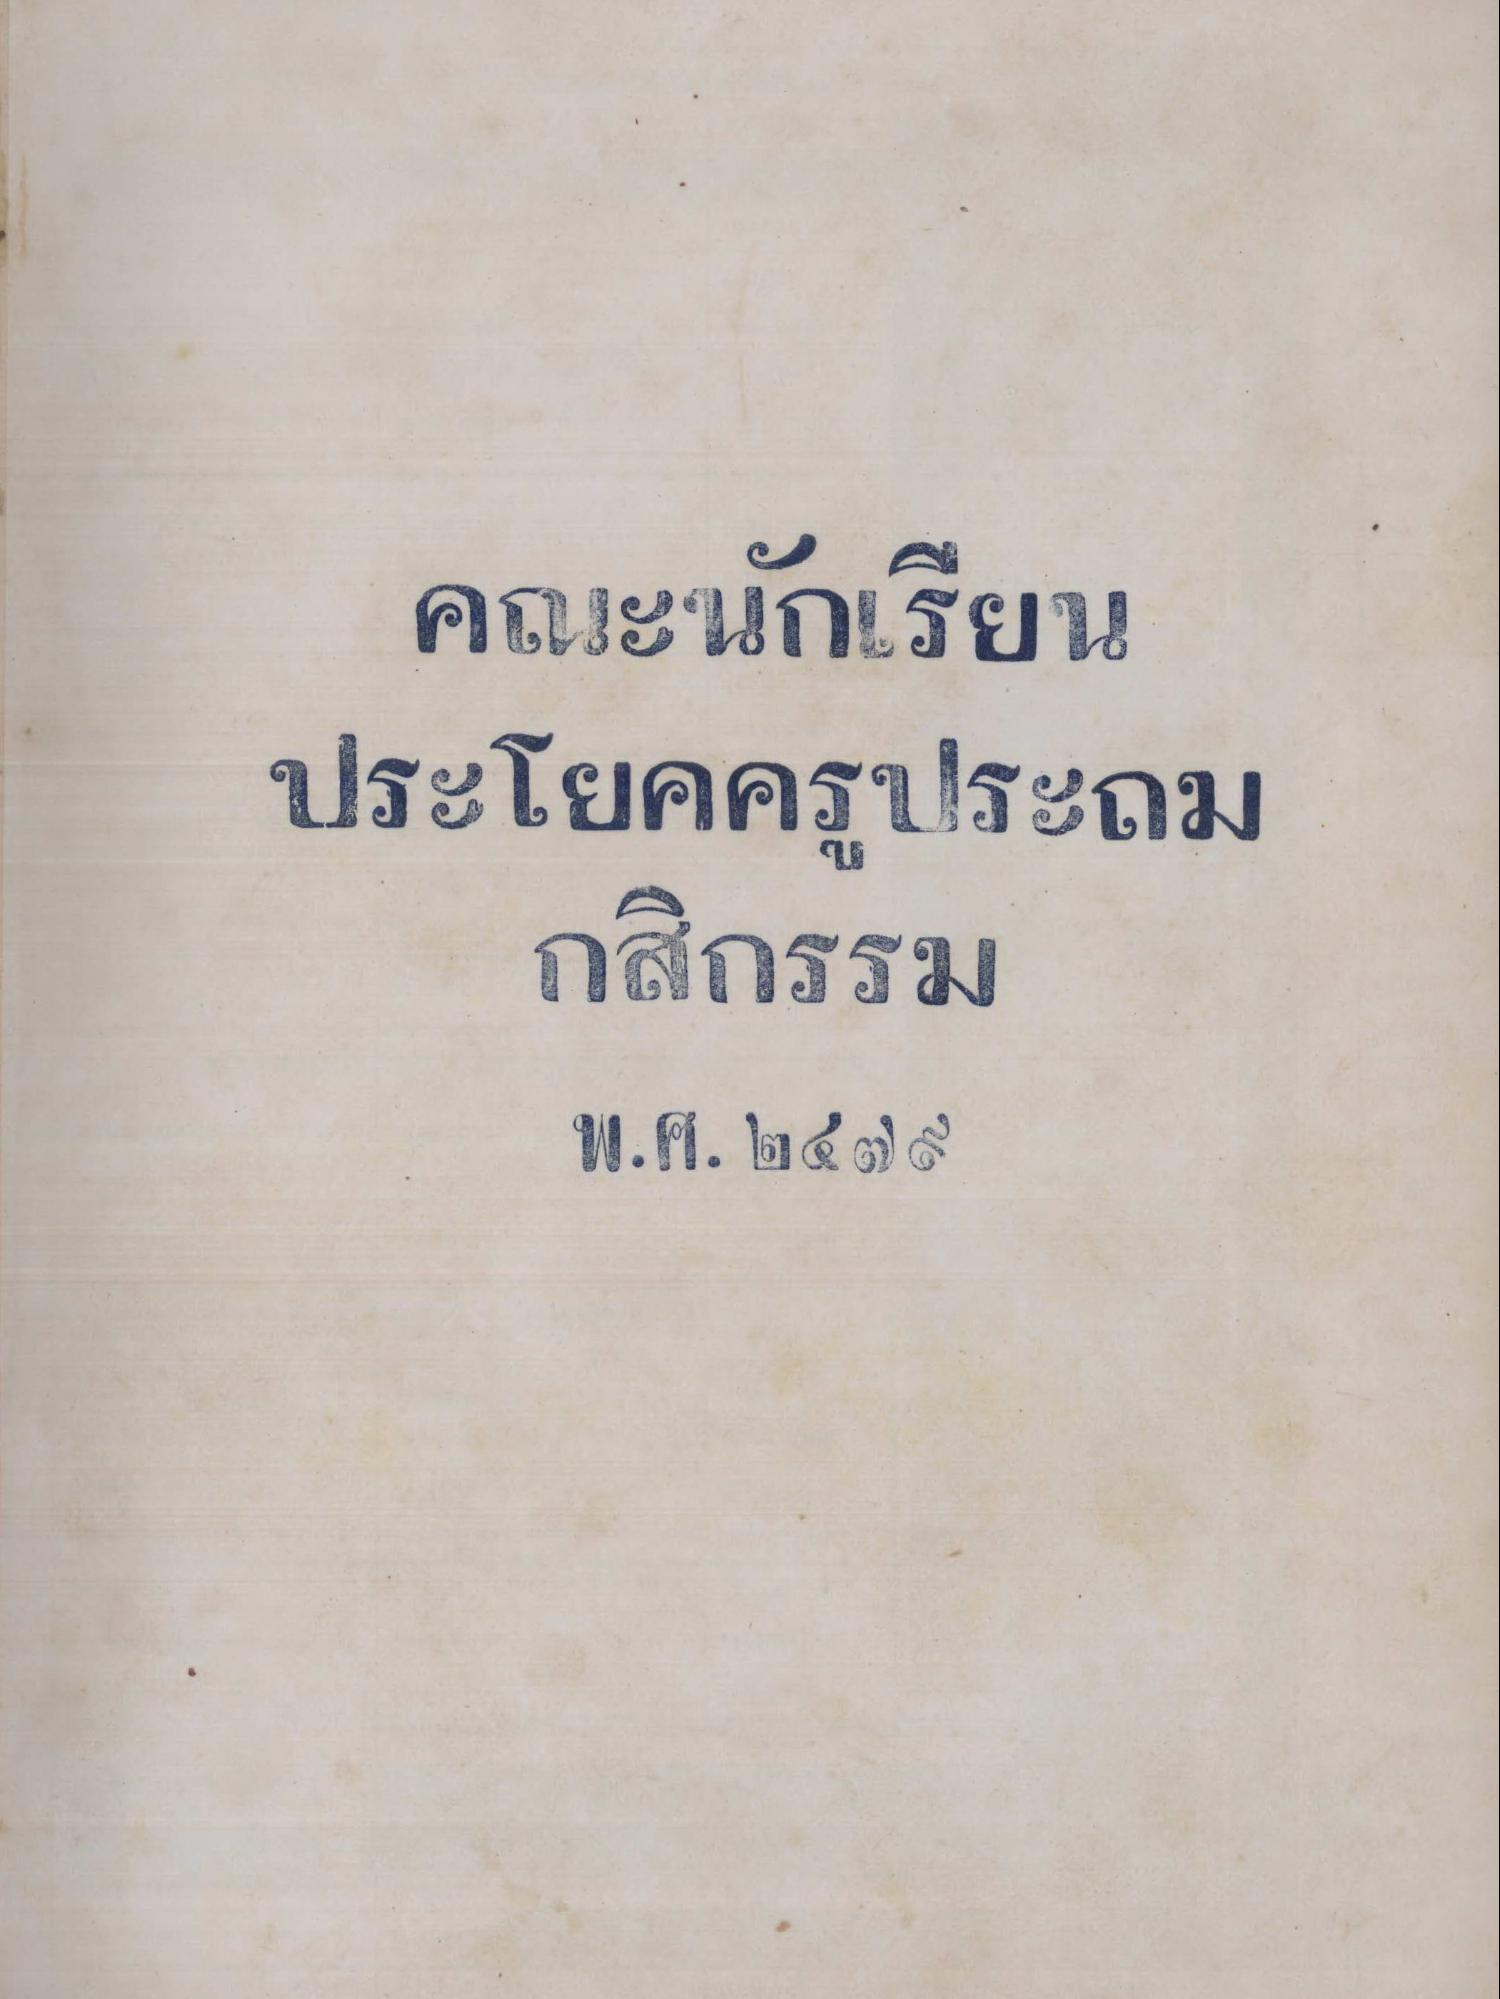 คณะนักเรียน
ประโยคครูประถม
กสิกรรม
พ.ศ. ๒๔๗๙